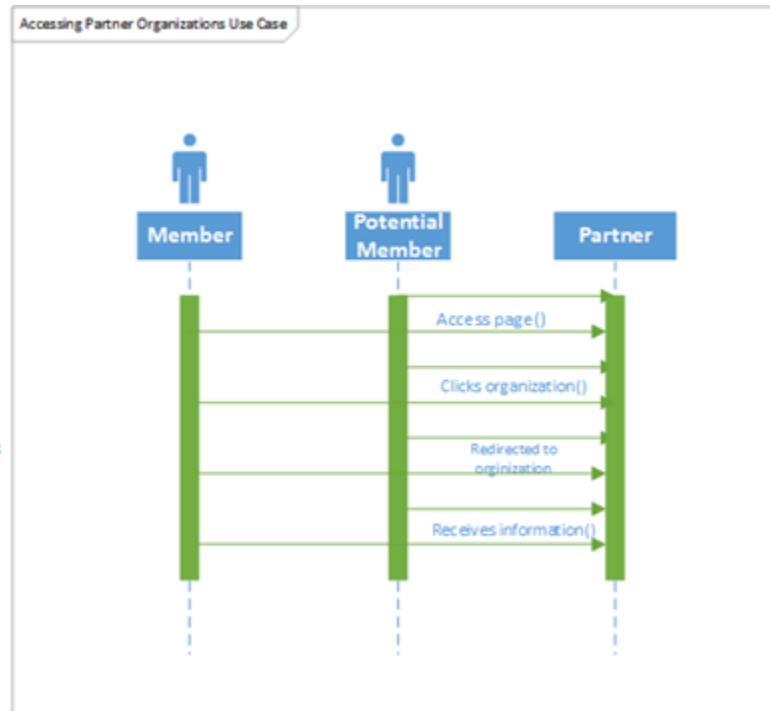 Accessing Partner Organizations Use Case
Member
Potential
Member
Partner
Access page()
Clicks organization()
Redirected to
orginization
Receives information()